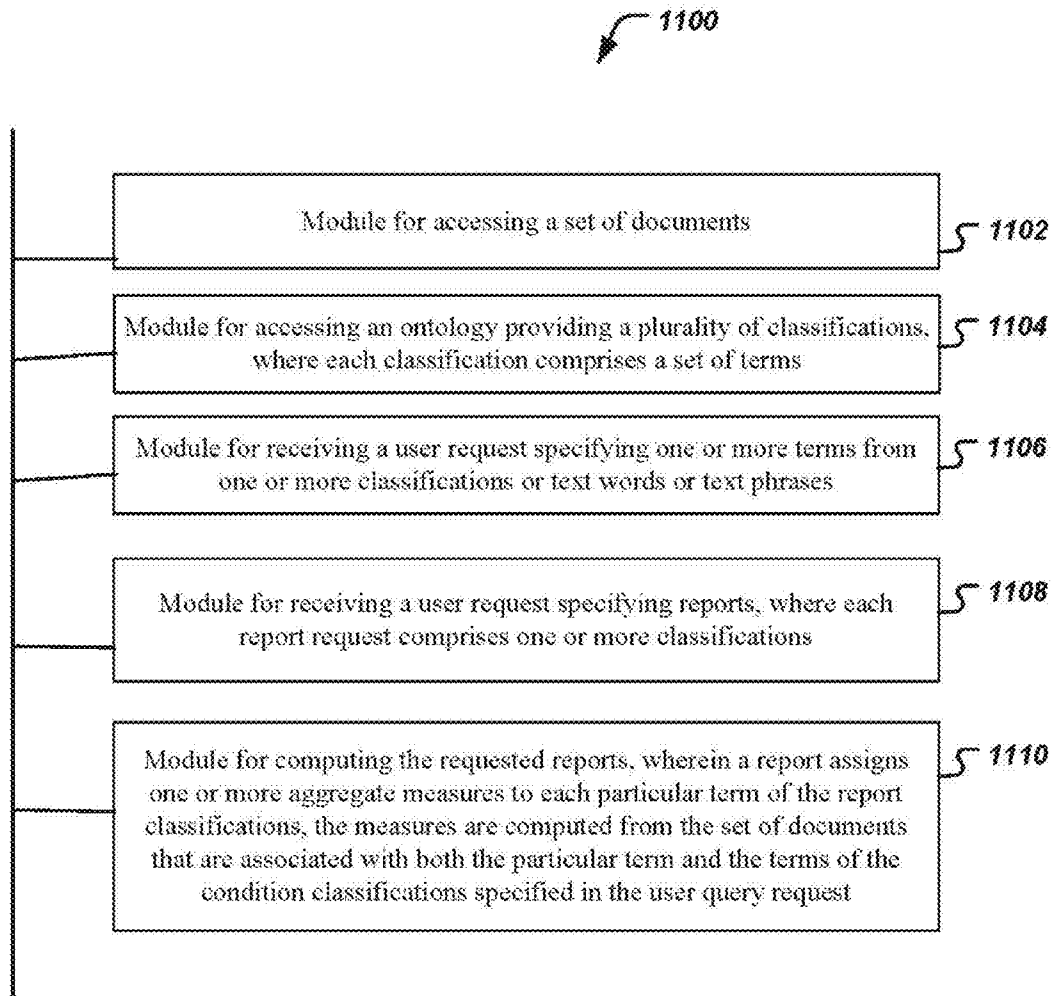 1100
Module for accessing a set of documents
1102
Module for accessing an ontology providing a plurality of classifications,
where each classification comprises a set of terms
1104
Module for receiving a user request specifying one or more terms from
one or more classifications or text words or text phrases
1106
Module for receiving a user request specifying reports, where each
report request comprises one or more classifications
1108
Module for computing the requested reports, wherein a report assigns
one or more aggregate measures to each particular term of the report
classifications, the measures are computed from the set of documents
that are associated with both the particular term and the terms of the
condition classifications specified in the user query request
1110